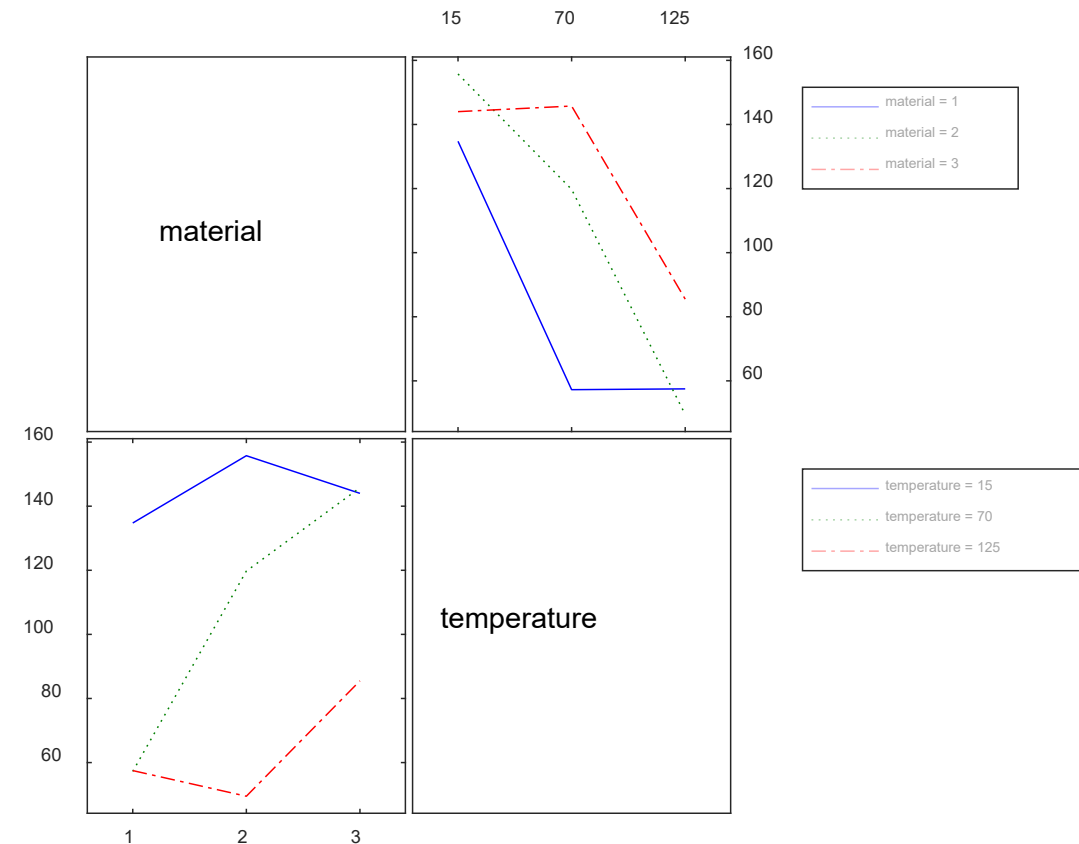 15 70 125
160
material = 1
140
material = 2
material = 3
120
material
100
80
60
160
temperature = 15
140
temperature = 70
temperature = 125
120
temperature
100
80
60
1 2 3